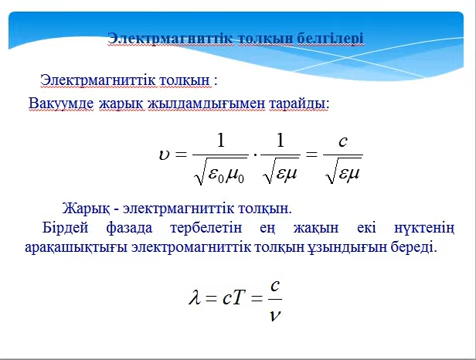 Электрмагниттік толқын белгілері
Электрмагниттік толқын :
Вакуумде жарық жылдамдығымен тарайды:
υ = 1/√(ε₀μ₀) · 1/√(εμ) = c/√(εμ)
Жарық - электрмагниттік толқын.
Бірдей фазада тербелетін ең жақын екі нүктенің
арақашықтығы электромагниттік толқын ұзындығын береді.
λ = cT = c/ν